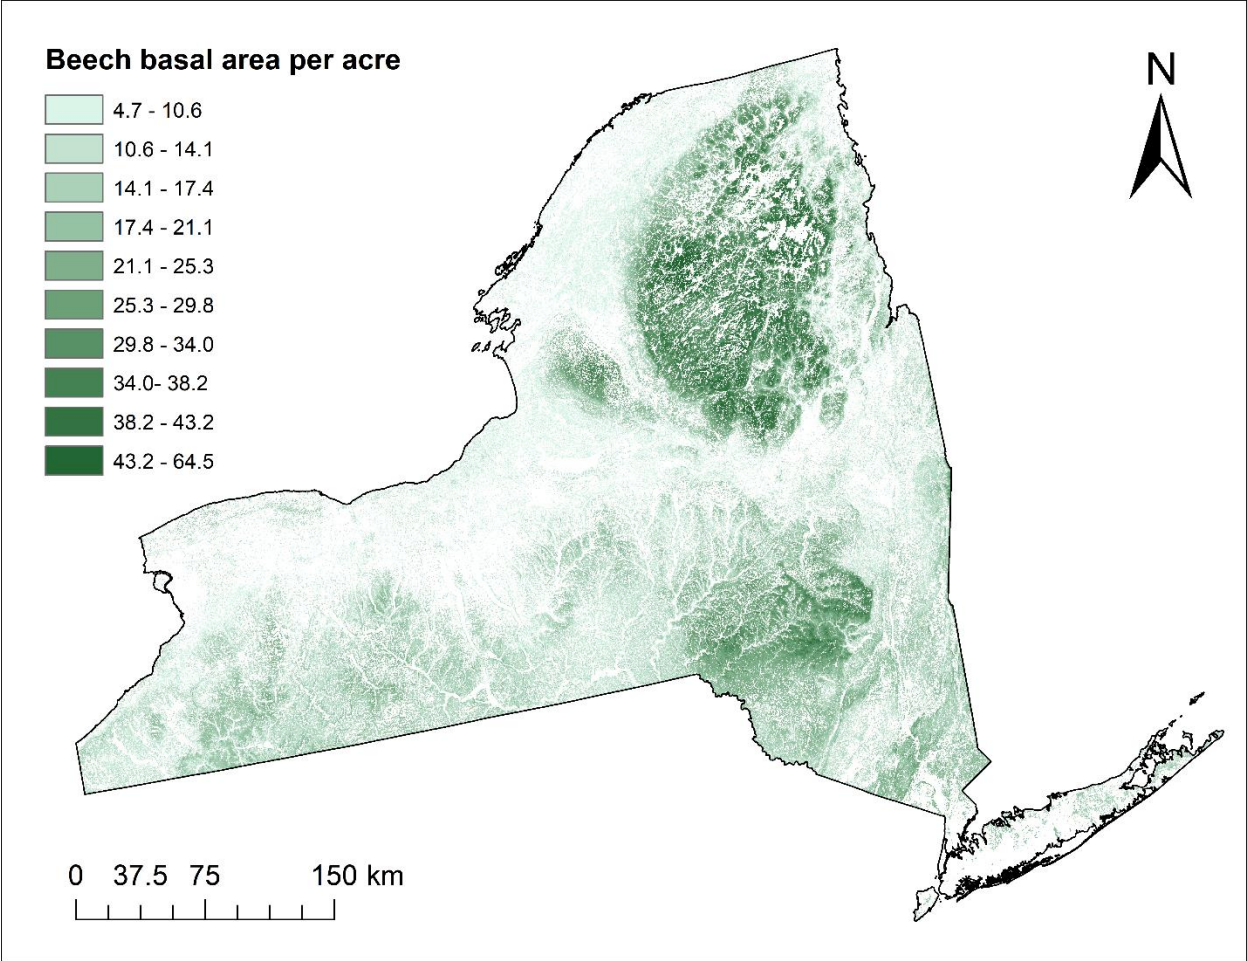 Beech basal area per acre
4.7 - 10.6
10.6 - 14.1
14.1 - 17.4
17.4 - 21.1
21.1 - 25.3
25.3 - 29.8
29.8 - 34.0
34.0- 38.2
38.2 - 43.2
43.2 - 64.5
N
0 37.5 75 150 km